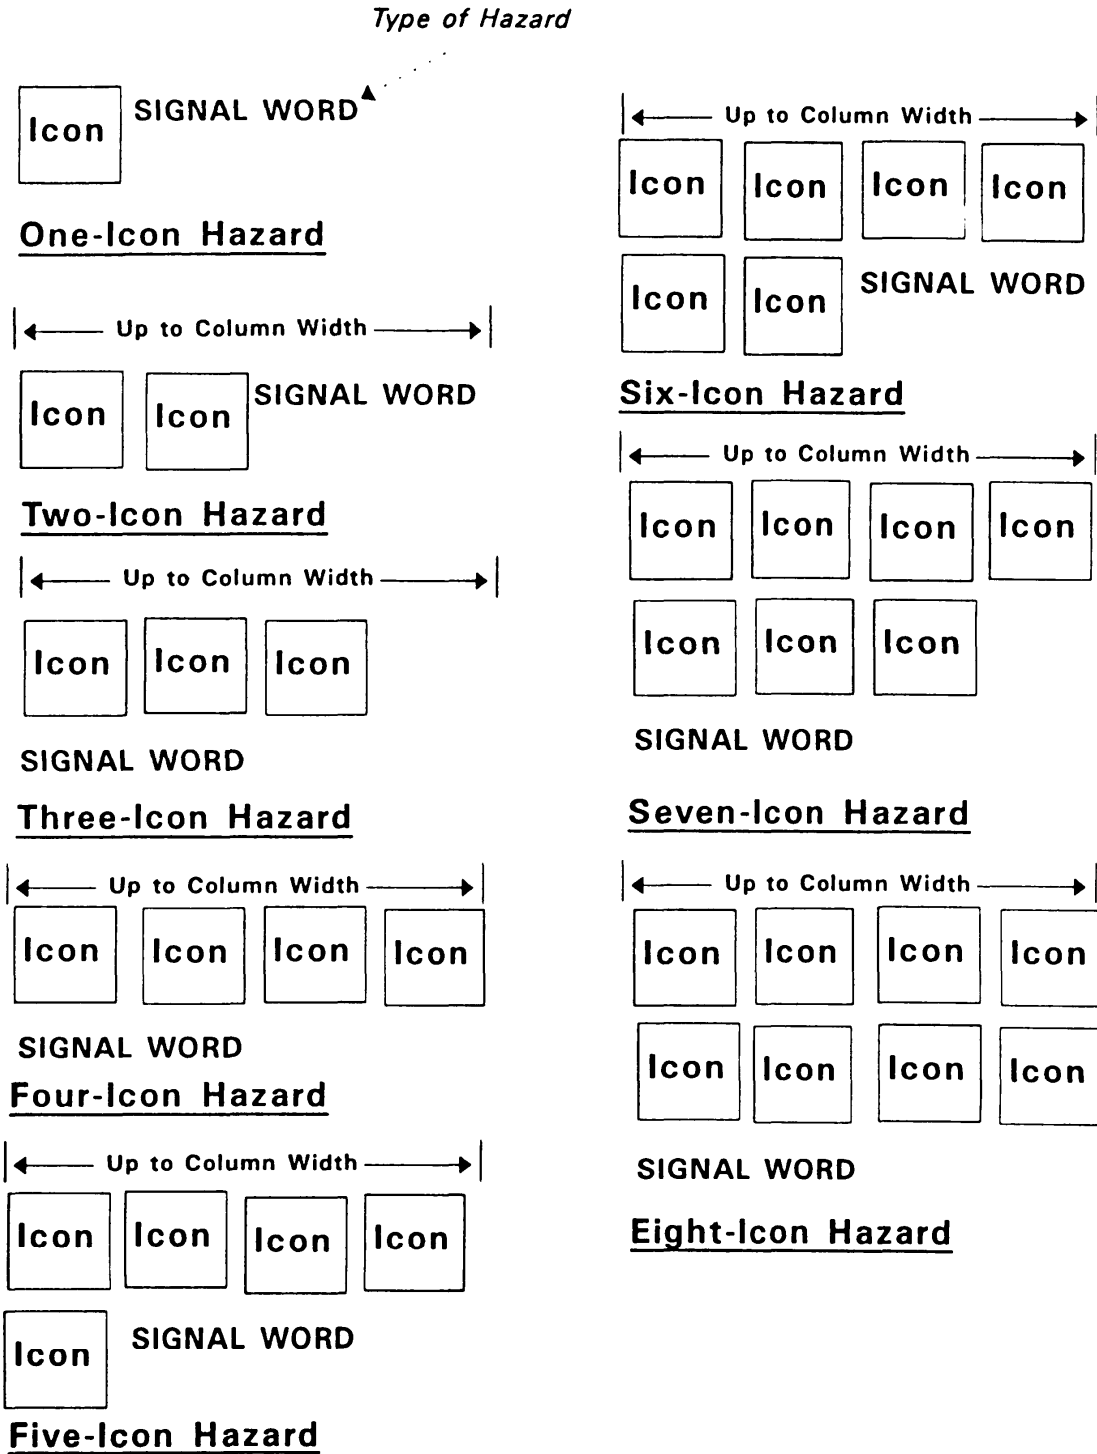 Type of Hazard
Icon SIGNAL WORD
One-Icon Hazard
Up to Column Width
Icon Icon SIGNAL WORD
Two-Icon Hazard
Up to Column Width
Icon Icon Icon
SIGNAL WORD
Three-Icon Hazard
Up to Column Width
Icon Icon Icon Icon
SIGNAL WORD
Four-Icon Hazard
Up to Column Width
Icon Icon Icon Icon
Icon SIGNAL WORD
Five-Icon Hazard
Up to Column Width
Icon Icon Icon Icon
Icon Icon SIGNAL WORD
Six-Icon Hazard
Up to Column Width
Icon Icon Icon Icon
Icon Icon Icon
SIGNAL WORD
Seven-Icon Hazard
Up to Column Width
Icon Icon Icon Icon
Icon Icon Icon Icon
SIGNAL WORD
Eight-Icon Hazard